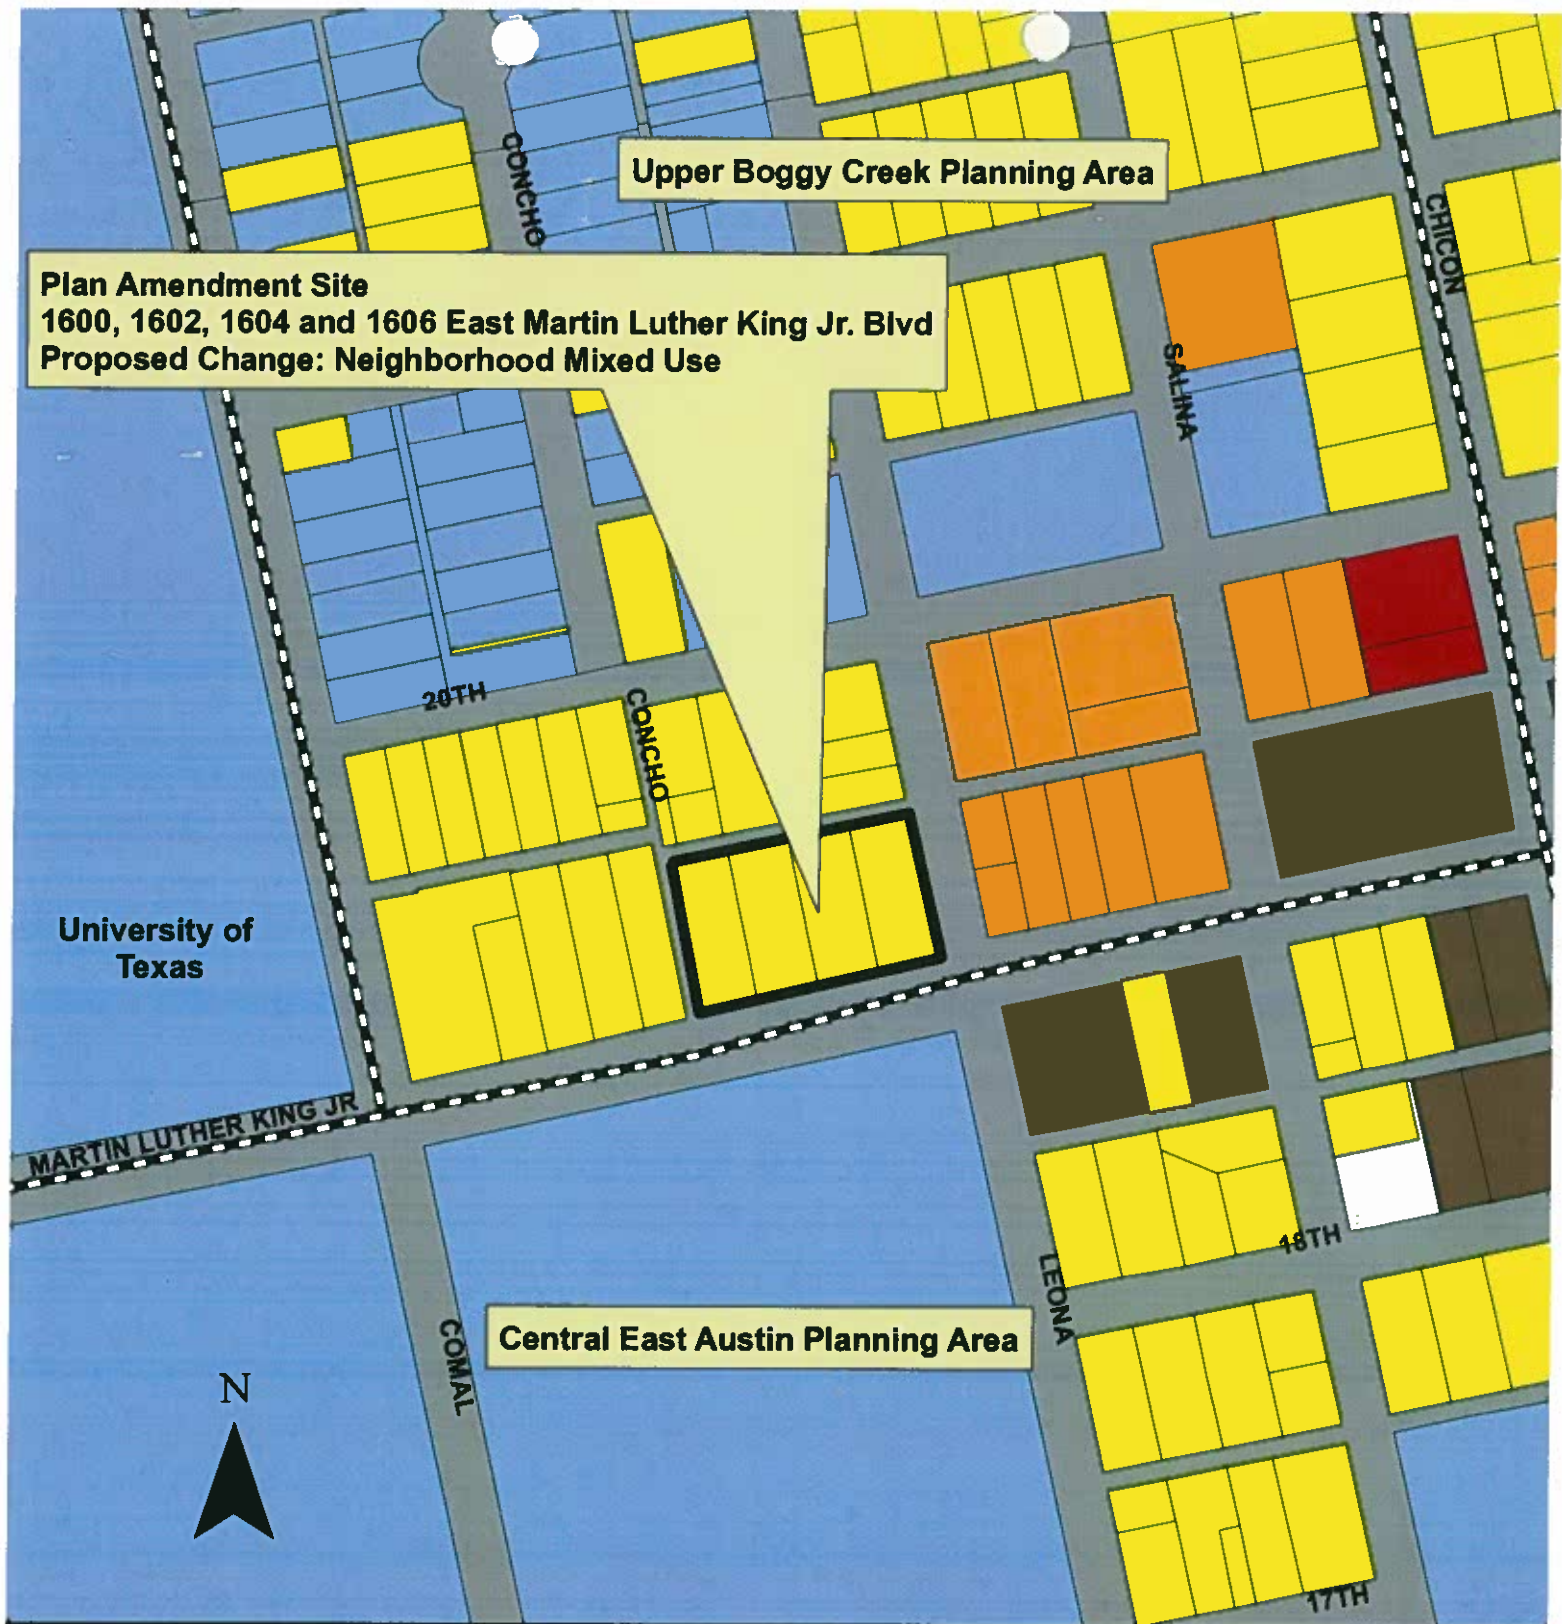 CONCHO
Upper Boggy Creek Planning Area
CHICON
Plan Amendment Site
1600, 1602, 1604 and 1606 East Martin Luther King Jr. Blvd
Proposed Change: Neighborhood Mixed Use
SALINA
20TH
CONCHO
University of
Texas
MARTIN LUTHER KING JR
18TH
LEONA
Central East Austin Planning Area
COMAL
N
17TH